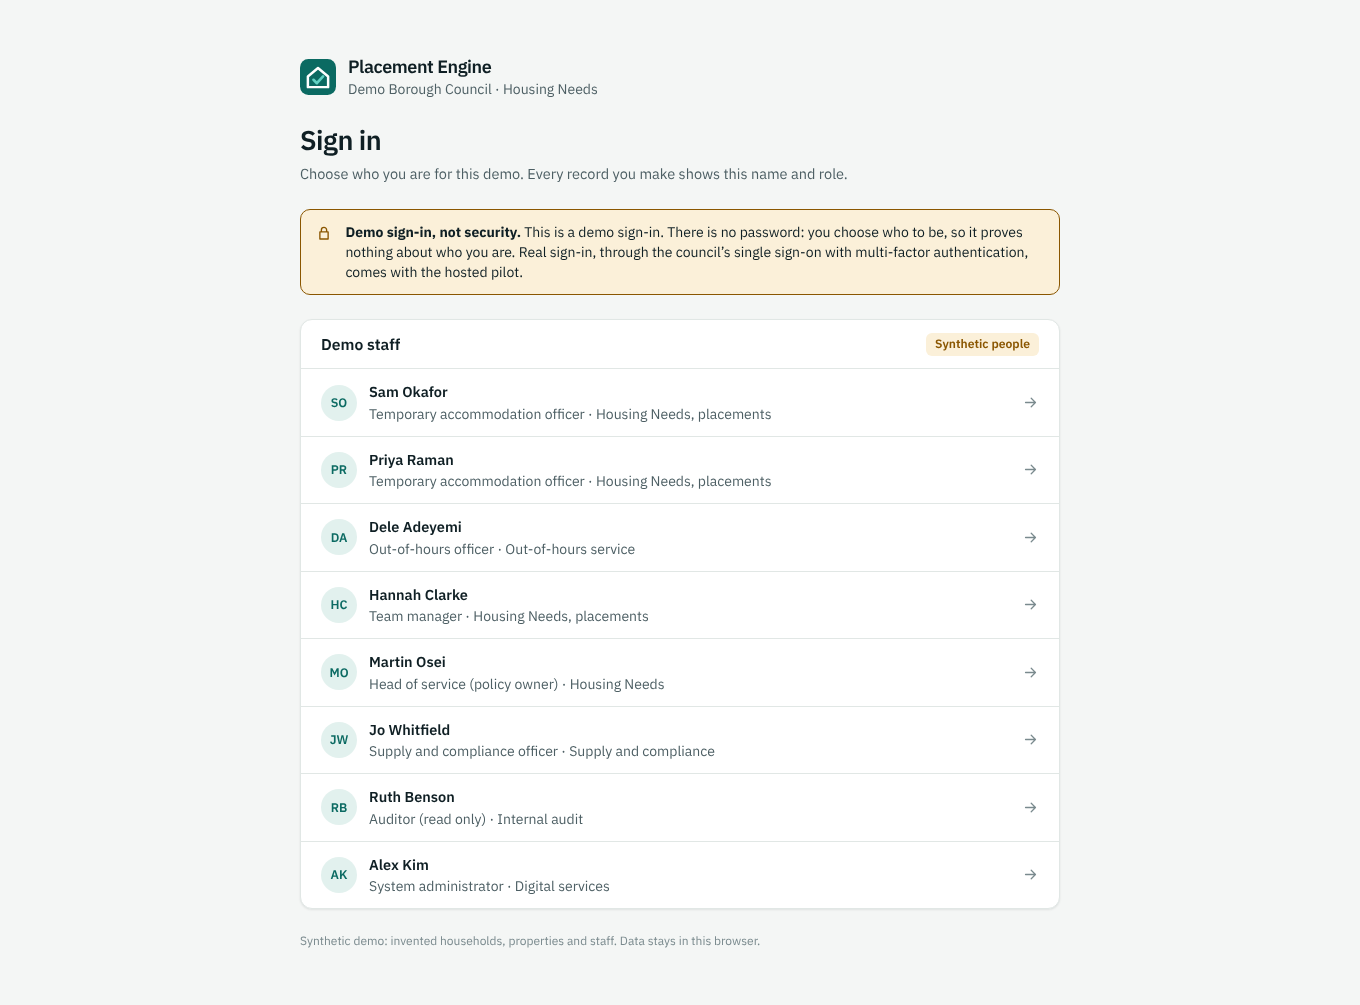 Placement Engine
Demo Borough Council · Housing Needs
Sign in
Choose who you are for this demo. Every record you make shows this name and role.
Demo sign-in, not security. This is a demo sign-in. There is no password: you choose who to be, so it proves
nothing about who you are. Real sign-in, through the council’s single sign-on with multi-factor authentication,
comes with the hosted pilot.
Demo staff
Synthetic people
SO
Sam Okafor
Temporary accommodation officer · Housing Needs, placements
PR
Priya Raman
Temporary accommodation officer · Housing Needs, placements
DA
Dele Adeyemi
Out-of-hours officer · Out-of-hours service
HC
Hannah Clarke
Team manager · Housing Needs, placements
MO
Martin Osei
Head of service (policy owner) · Housing Needs
JW
Jo Whitfield
Supply and compliance officer · Supply and compliance
RB
Ruth Benson
Auditor (read only) · Internal audit
AK
Alex Kim
System administrator · Digital services
Synthetic demo: invented households, properties and staff. Data stays in this browser.